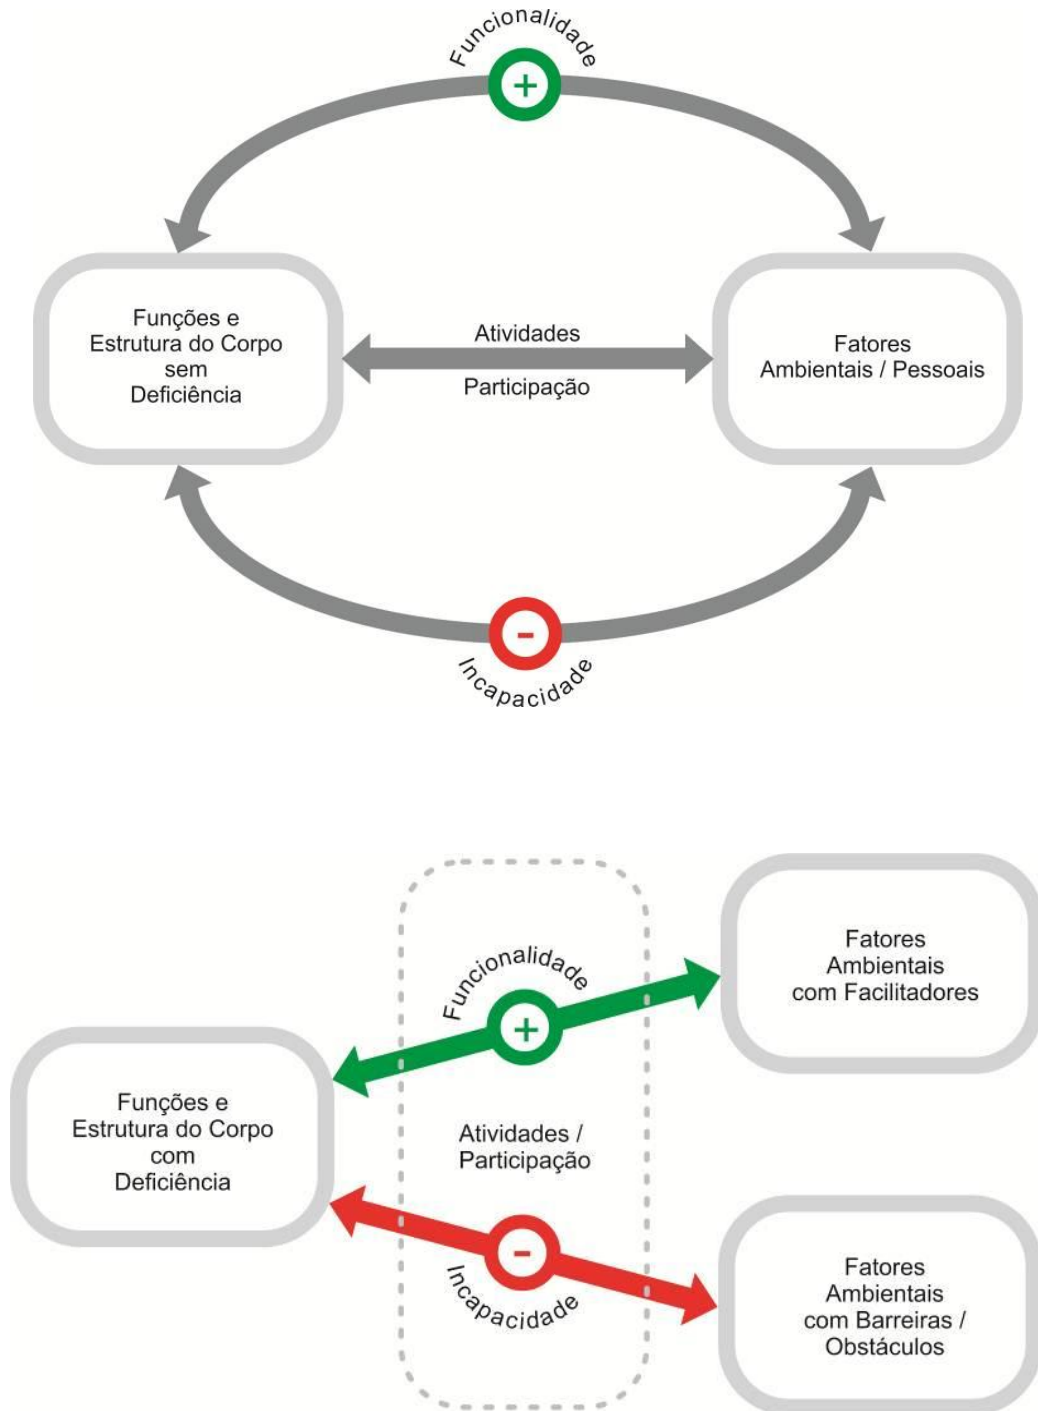 Funcionalidade
+
Funções e
Estrutura do Corpo
sem
Deficiência
Atividades
Participação
Fatores
Ambientais / Pessoais
-
Incapacidade
Funcionalidade
+
Fatores
Ambientais
com Facilitadores
Funções e
Estrutura do Corpo
com
Deficiência
Atividades /
Participação
-
Incapacidade
Fatores
Ambientais
com Barreiras /
Obstáculos